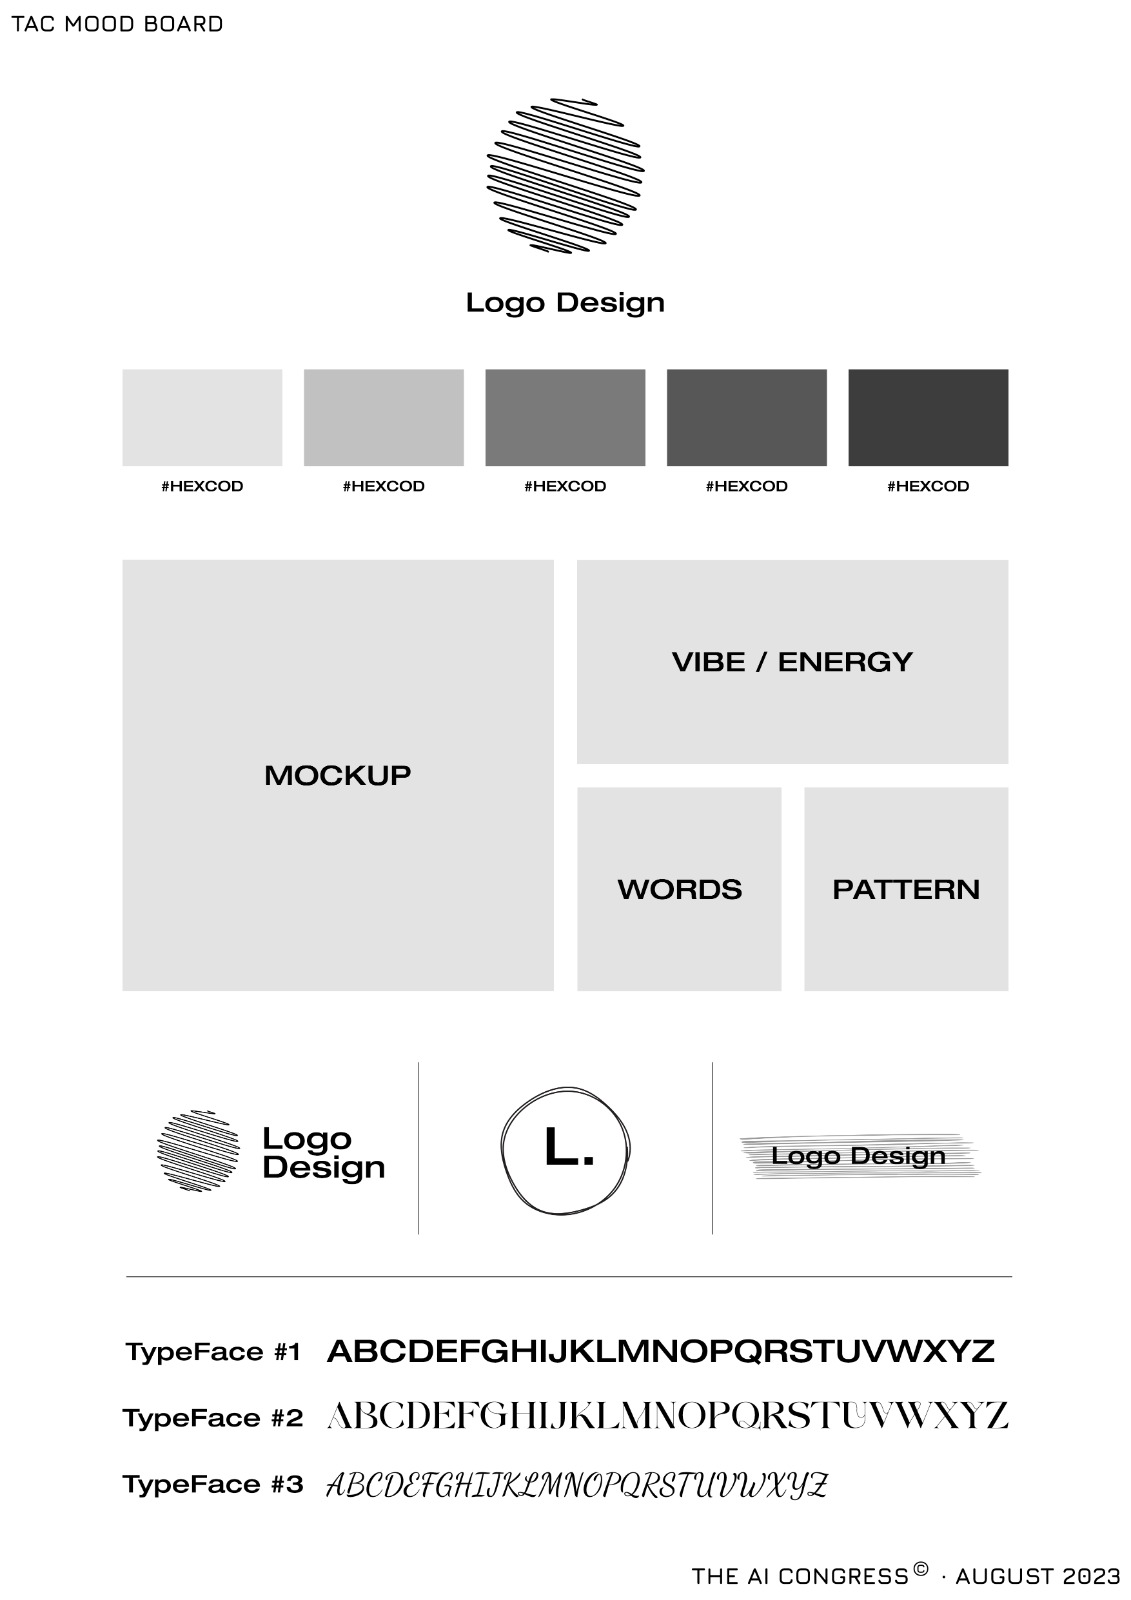 TAC MOOD BOARD
Logo Design
#HEXCOD #HEXCOD #HEXCOD #HEXCOD #HEXCOD
MOCKUP
VIBE / ENERGY
WORDS
PATTERN
Logo
Design
L.
Logo Design
TypeFace #1 ABCDEFGHIJKLMNOPQRSTUVWXYZ
TypeFace #2 ABCDEFGHIJKLMNOPQRSTUVWXYZ
TypeFace #3 ABCDEFGHIJKLMNOPQRSTUVWXYZ
THE AI CONGRESS© · AUGUST 2023